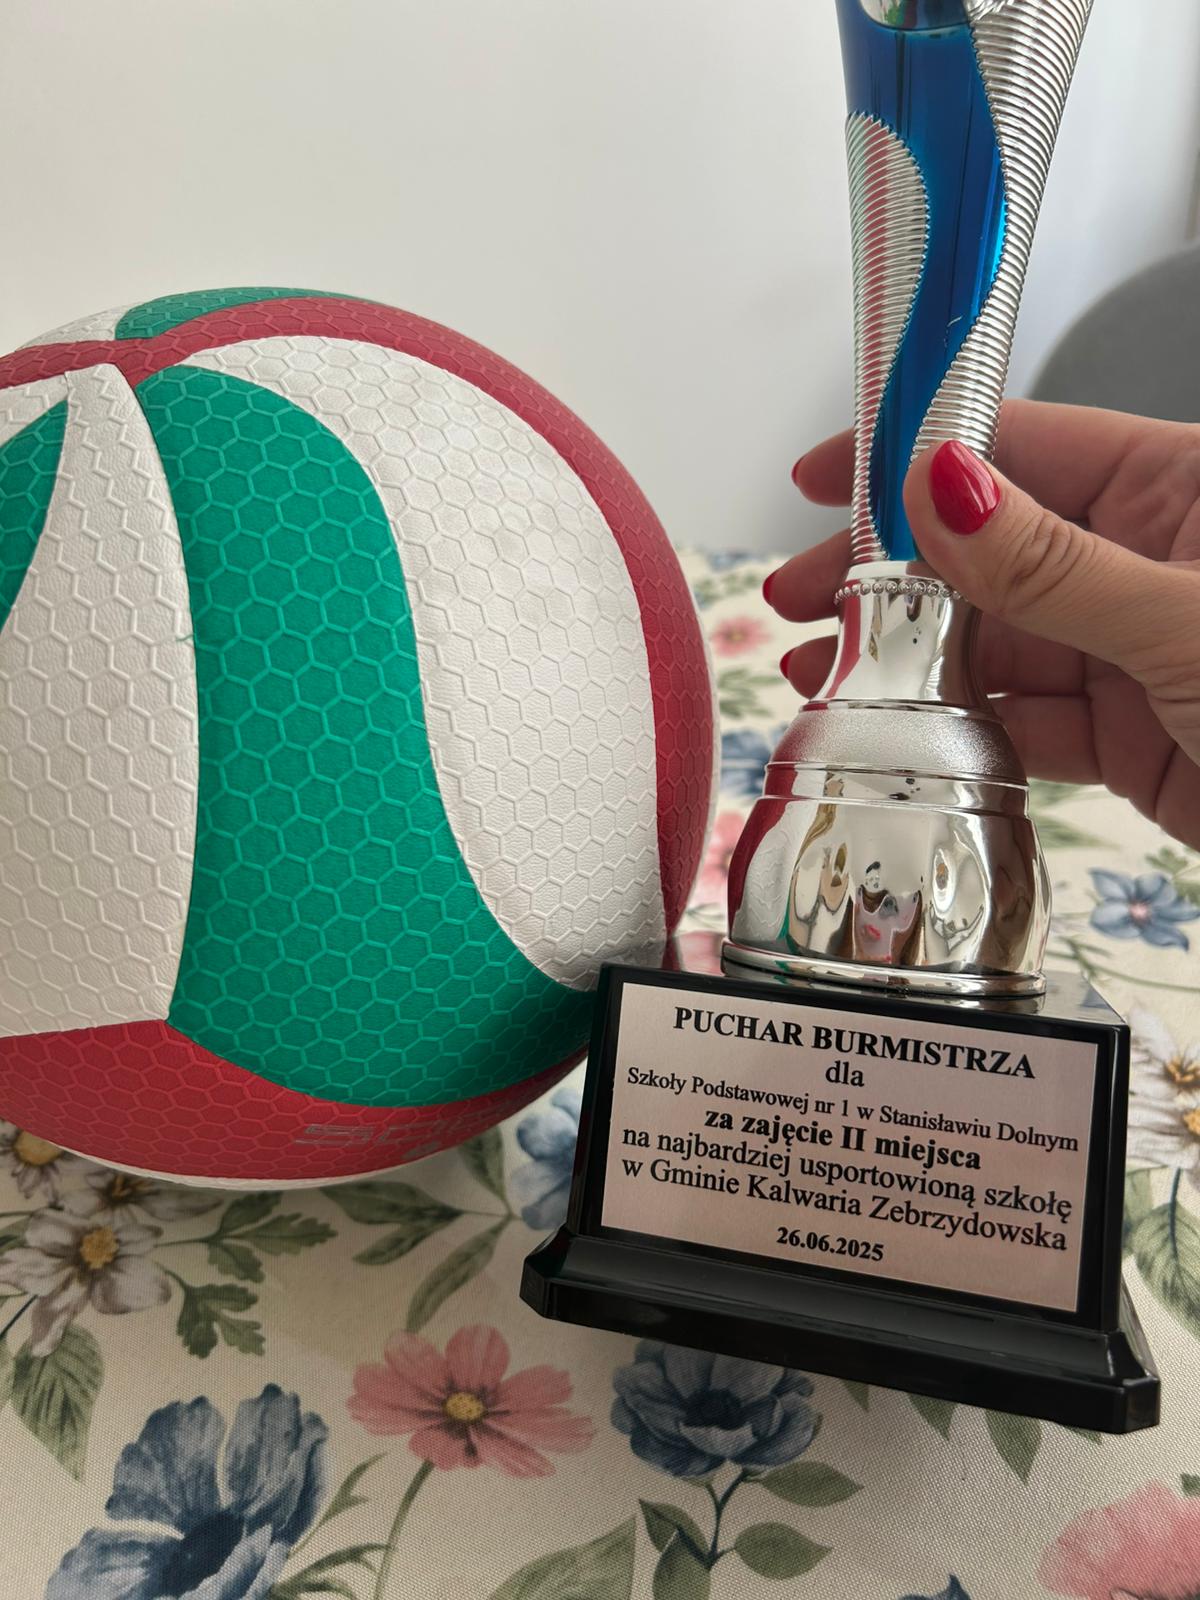 PUCHAR BURMISTRZA
dla
Szkoły Podstawowej nr 1 w Stanisławiu Dolnym
za zajęcie II miejsca
na najbardziej usportowioną szkołę
w Gminie Kalwaria Zebrzydowska
26.06.2025